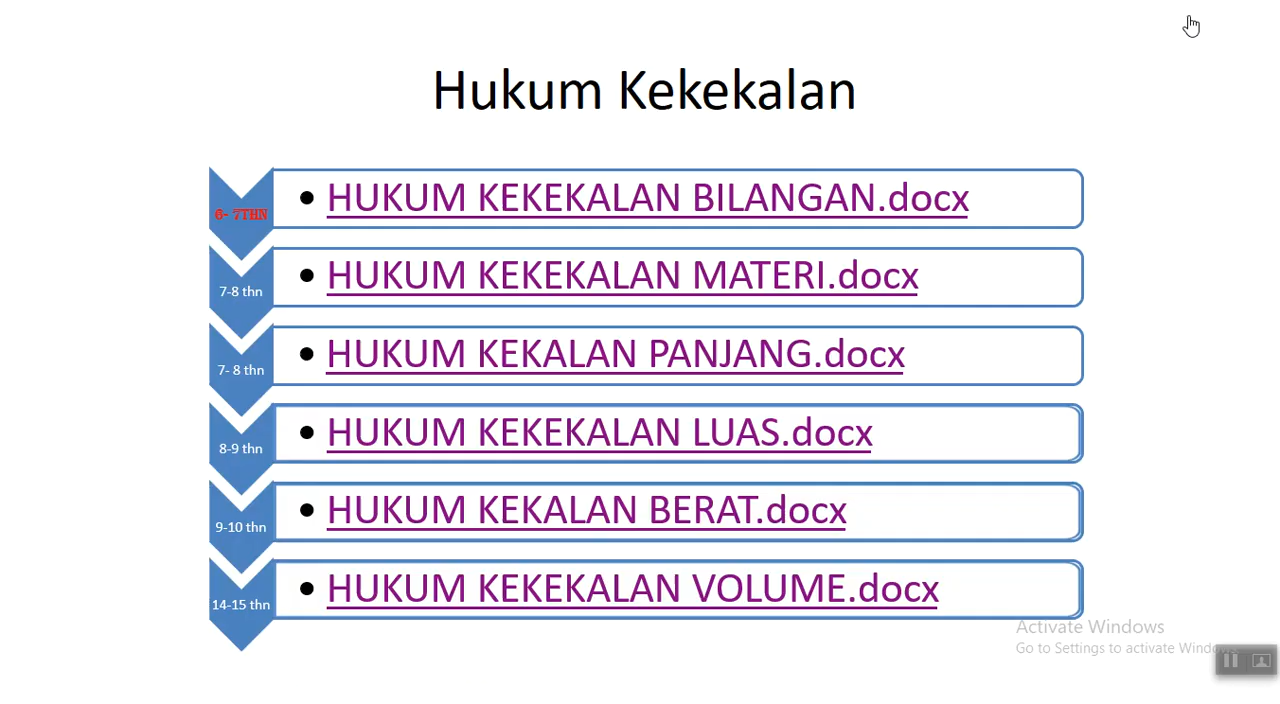 Hukum Kekekalan
6- 7THN
• HUKUM KEKEKALAN BILANGAN.docx
7-8 thn
• HUKUM KEKEKALAN MATERI.docx
7- 8 thn
• HUKUM KEKALAN PANJANG.docx
8-9 thn
• HUKUM KEKEKALAN LUAS.docx
9-10 thn
• HUKUM KEKALAN BERAT.docx
14-15 thn
• HUKUM KEKEKALAN VOLUME.docx
Activate Windows
Go to Settings to activate Windows.